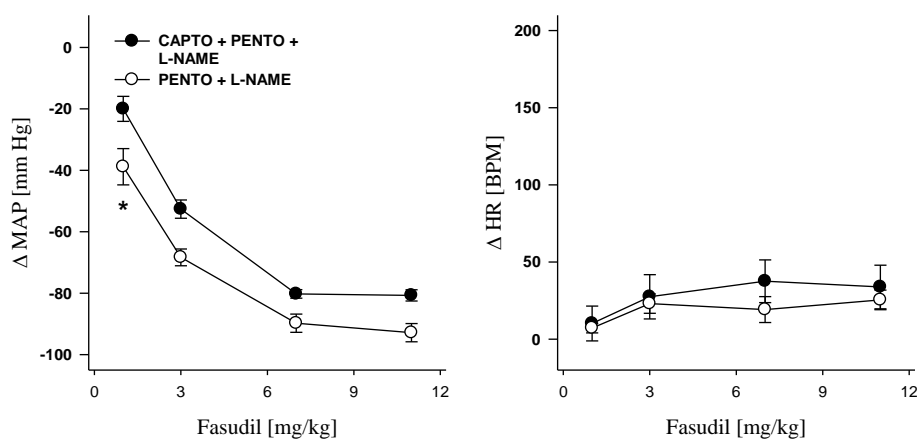 CAPTO + PENTO +
L-NAME
PENTO + L-NAME
0
-20
-40
-60
-80
-100
Δ MAP [mm Hg]
*
0 3 6 9 12
Fasudil [mg/kg]
200
150
100
50
0
Δ HR [BPM]
0 3 6 9 12
Fasudil [mg/kg]